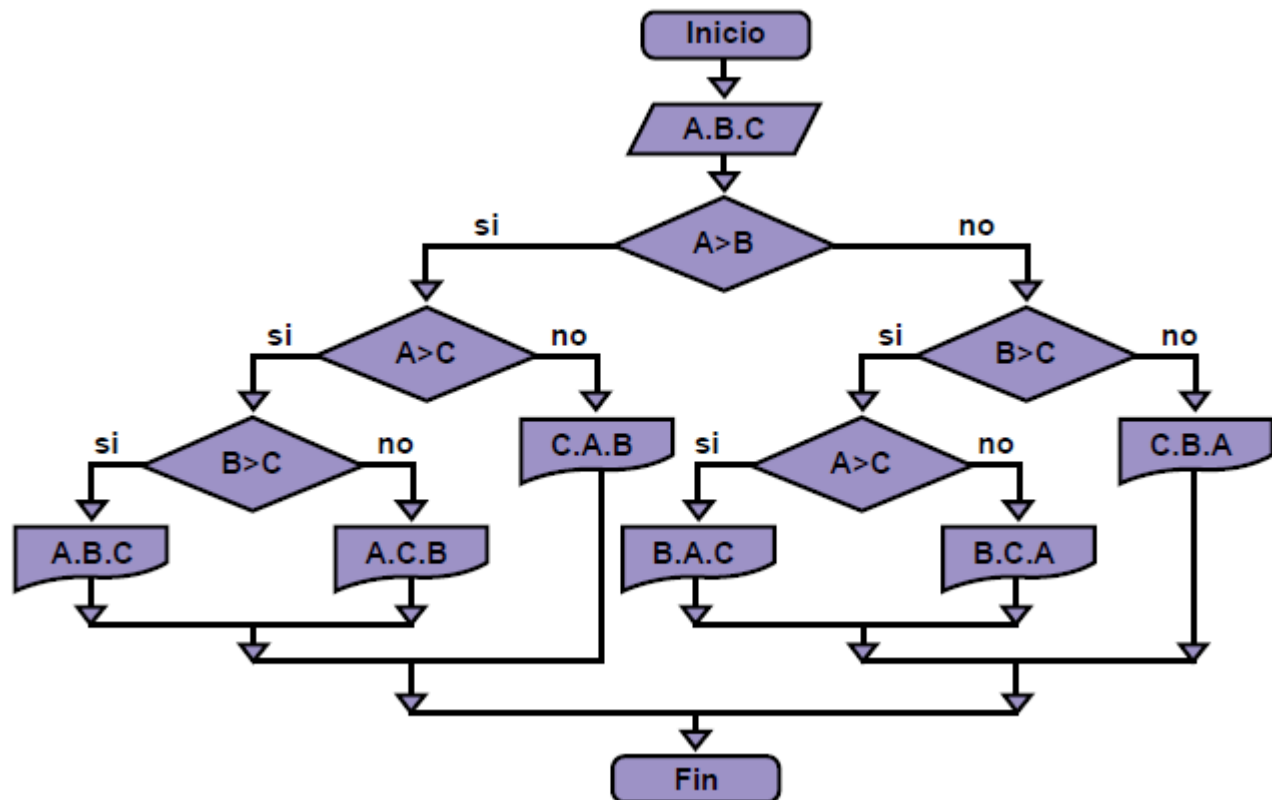 Inicio
A.B.C
si
A>B
no
si
A>C
no
si
B>C
no
si
B>C
no
C.A.B
si
A>C
no
C.B.A
A.B.C
A.C.B
B.A.C
B.C.A
Fin